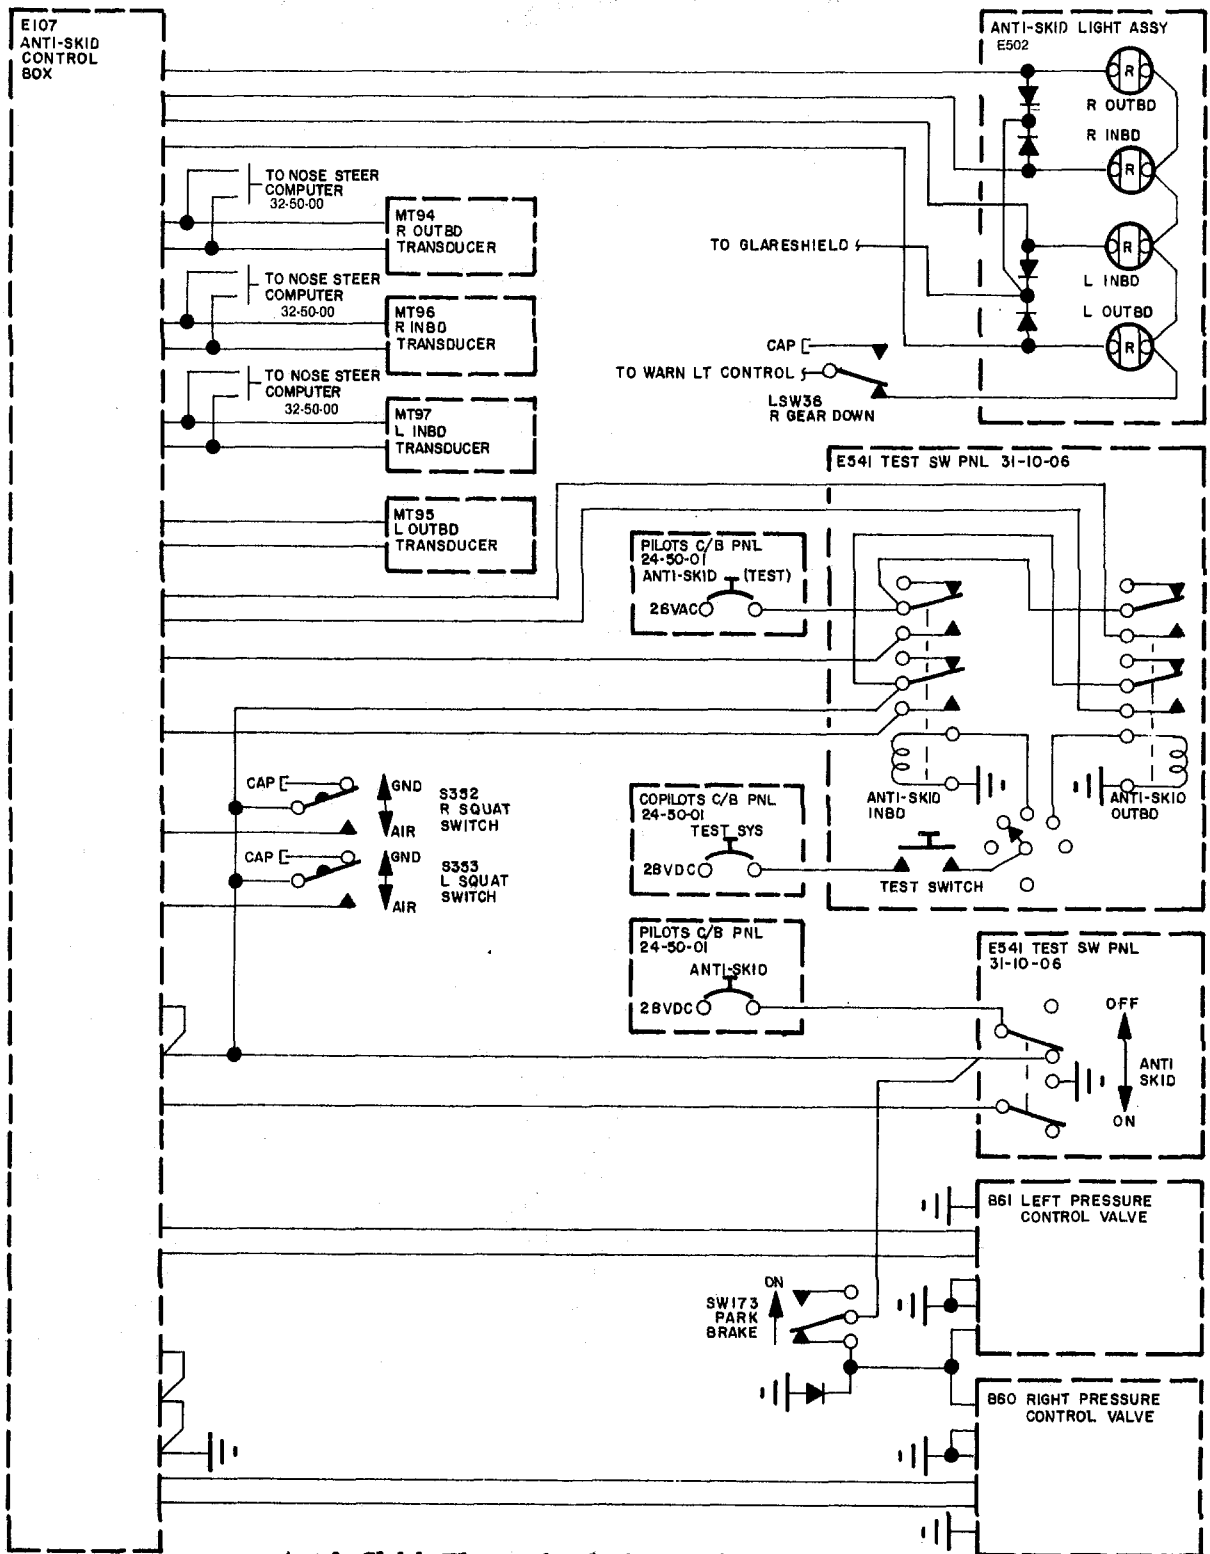 E107
ANTI-SKID
CONTROL
BOX
ANTI-SKID LIGHT ASSY
E502
R
R OUTBD
R INBD
R
TO NOSE STEER
COMPUTER
32-50-00
MT94
R OUTBD
TRANSDUCER
TO GLARESHIELD
R
L INBD
TO NOSE STEER
COMPUTER
32-50-00
MT96
R INBD
TRANSDUCER
L OUTBD
R
CAP
TO WARN LT CONTROL
LSW36
R GEAR DOWN
TO NOSE STEER
COMPUTER
32-50-00
MT97
L INBD
TRANSDUCER
E541 TEST SW PNL 31-10-06
MT95
L OUTBD
TRANSDUCER
PILOTS C/B PNL
24-50-01
ANTI-SKID (TEST)
26VAC
CAP
GND
AIR
S352
R SQUAT
SWITCH
CAP
GND
AIR
S353
L SQUAT
SWITCH
COPILOTS C/B PNL
24-50-01
TEST SYS
28VDC
ANTI-SKID
INBD
ANTI-SKID
OUTBD
TEST SWITCH
PILOTS C/B PNL
24-50-01
ANTI-SKID
28VDC
E541 TEST SW PNL
31-10-06
OFF
ANTI
SKID
ON
B61 LEFT PRESSURE
CONTROL VALVE
ON
SW173
PARK
BRAKE
B60 RIGHT PRESSURE
CONTROL VALVE